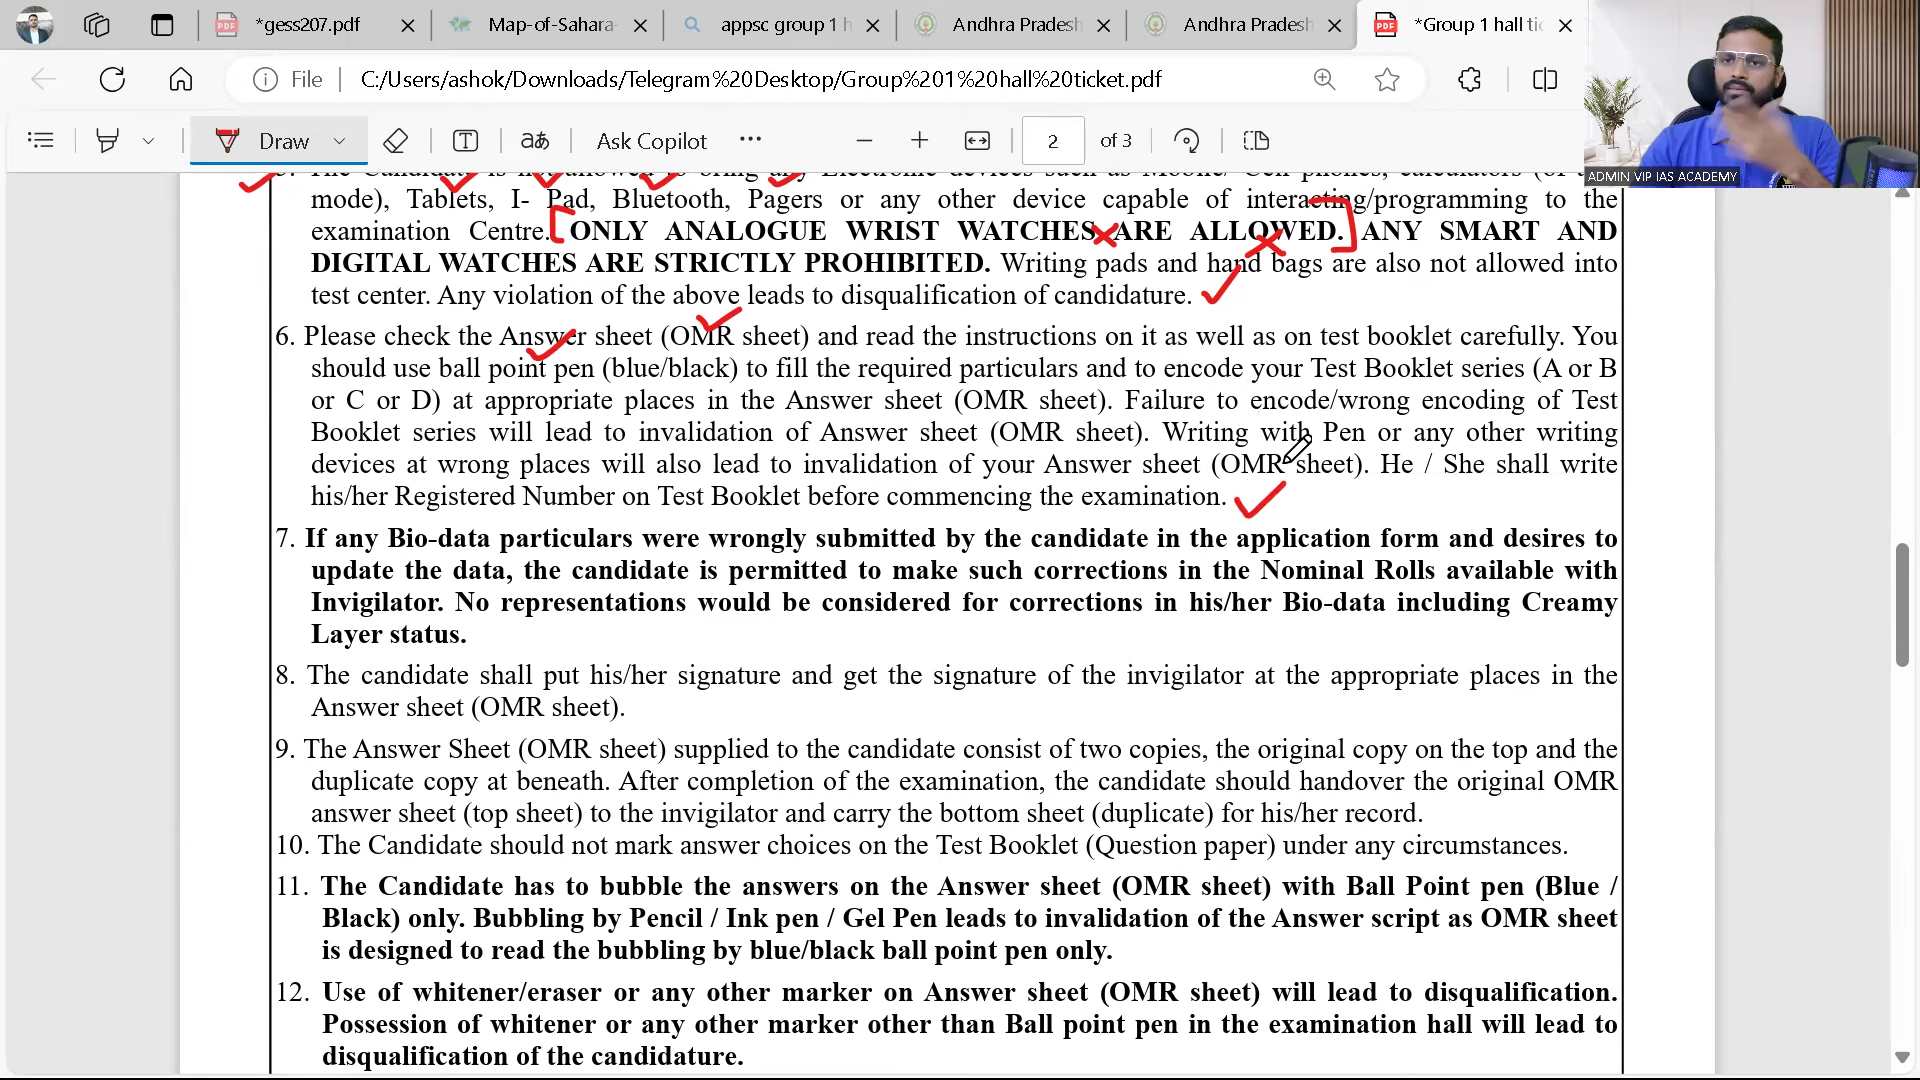 *gess207.pdf
Map-of-Sahara-
appsc group 1 h
Andhra Pradesh
Andhra Pradesh
*Group 1 hall tic
File
C:/Users/ashok/Downloads/Telegram%20Desktop/Group%201%20hall%20ticket.pdf
Draw
Ask Copilot
2 of 3
ADMIN VIP IAS ACADEMY
5. The Candidate is not allowed to bring any Electronic devices such as Mobile/ Cell phones, calculators (of a
mode), Tablets, I- Pad, Bluetooth, Pagers or any other device capable of interacting/programming to the
examination Centre. ONLY ANALOGUE WRIST WATCHES ARE ALLOWED. ANY SMART AND
DIGITAL WATCHES ARE STRICTLY PROHIBITED. Writing pads and hand bags are also not allowed into
test center. Any violation of the above leads to disqualification of candidature.
6. Please check the Answer sheet (OMR sheet) and read the instructions on it as well as on test booklet carefully. You
should use ball point pen (blue/black) to fill the required particulars and to encode your Test Booklet series (A or B
or C or D) at appropriate places in the Answer sheet (OMR sheet). Failure to encode/wrong encoding of Test
Booklet series will lead to invalidation of Answer sheet (OMR sheet). Writing with Pen or any other writing
devices at wrong places will also lead to invalidation of your Answer sheet (OMR sheet). He / She shall write
his/her Registered Number on Test Booklet before commencing the examination.
7. If any Bio-data particulars were wrongly submitted by the candidate in the application form and desires to
update the data, the candidate is permitted to make such corrections in the Nominal Rolls available with
Invigilator. No representations would be considered for corrections in his/her Bio-data including Creamy
Layer status.
8. The candidate shall put his/her signature and get the signature of the invigilator at the appropriate places in the
Answer sheet (OMR sheet).
9. The Answer Sheet (OMR sheet) supplied to the candidate consist of two copies, the original copy on the top and the
duplicate copy at beneath. After completion of the examination, the candidate should handover the original OMR
answer sheet (top sheet) to the invigilator and carry the bottom sheet (duplicate) for his/her record.
10. The Candidate should not mark answer choices on the Test Booklet (Question paper) under any circumstances.
11. The Candidate has to bubble the answers on the Answer sheet (OMR sheet) with Ball Point pen (Blue /
Black) only. Bubbling by Pencil / Ink pen / Gel Pen leads to invalidation of the Answer script as OMR sheet
is designed to read the bubbling by blue/black ball point pen only.
12. Use of whitener/eraser or any other marker on Answer sheet (OMR sheet) will lead to disqualification.
Possession of whitener or any other marker other than Ball point pen in the examination hall will lead to
disqualification of the candidature.